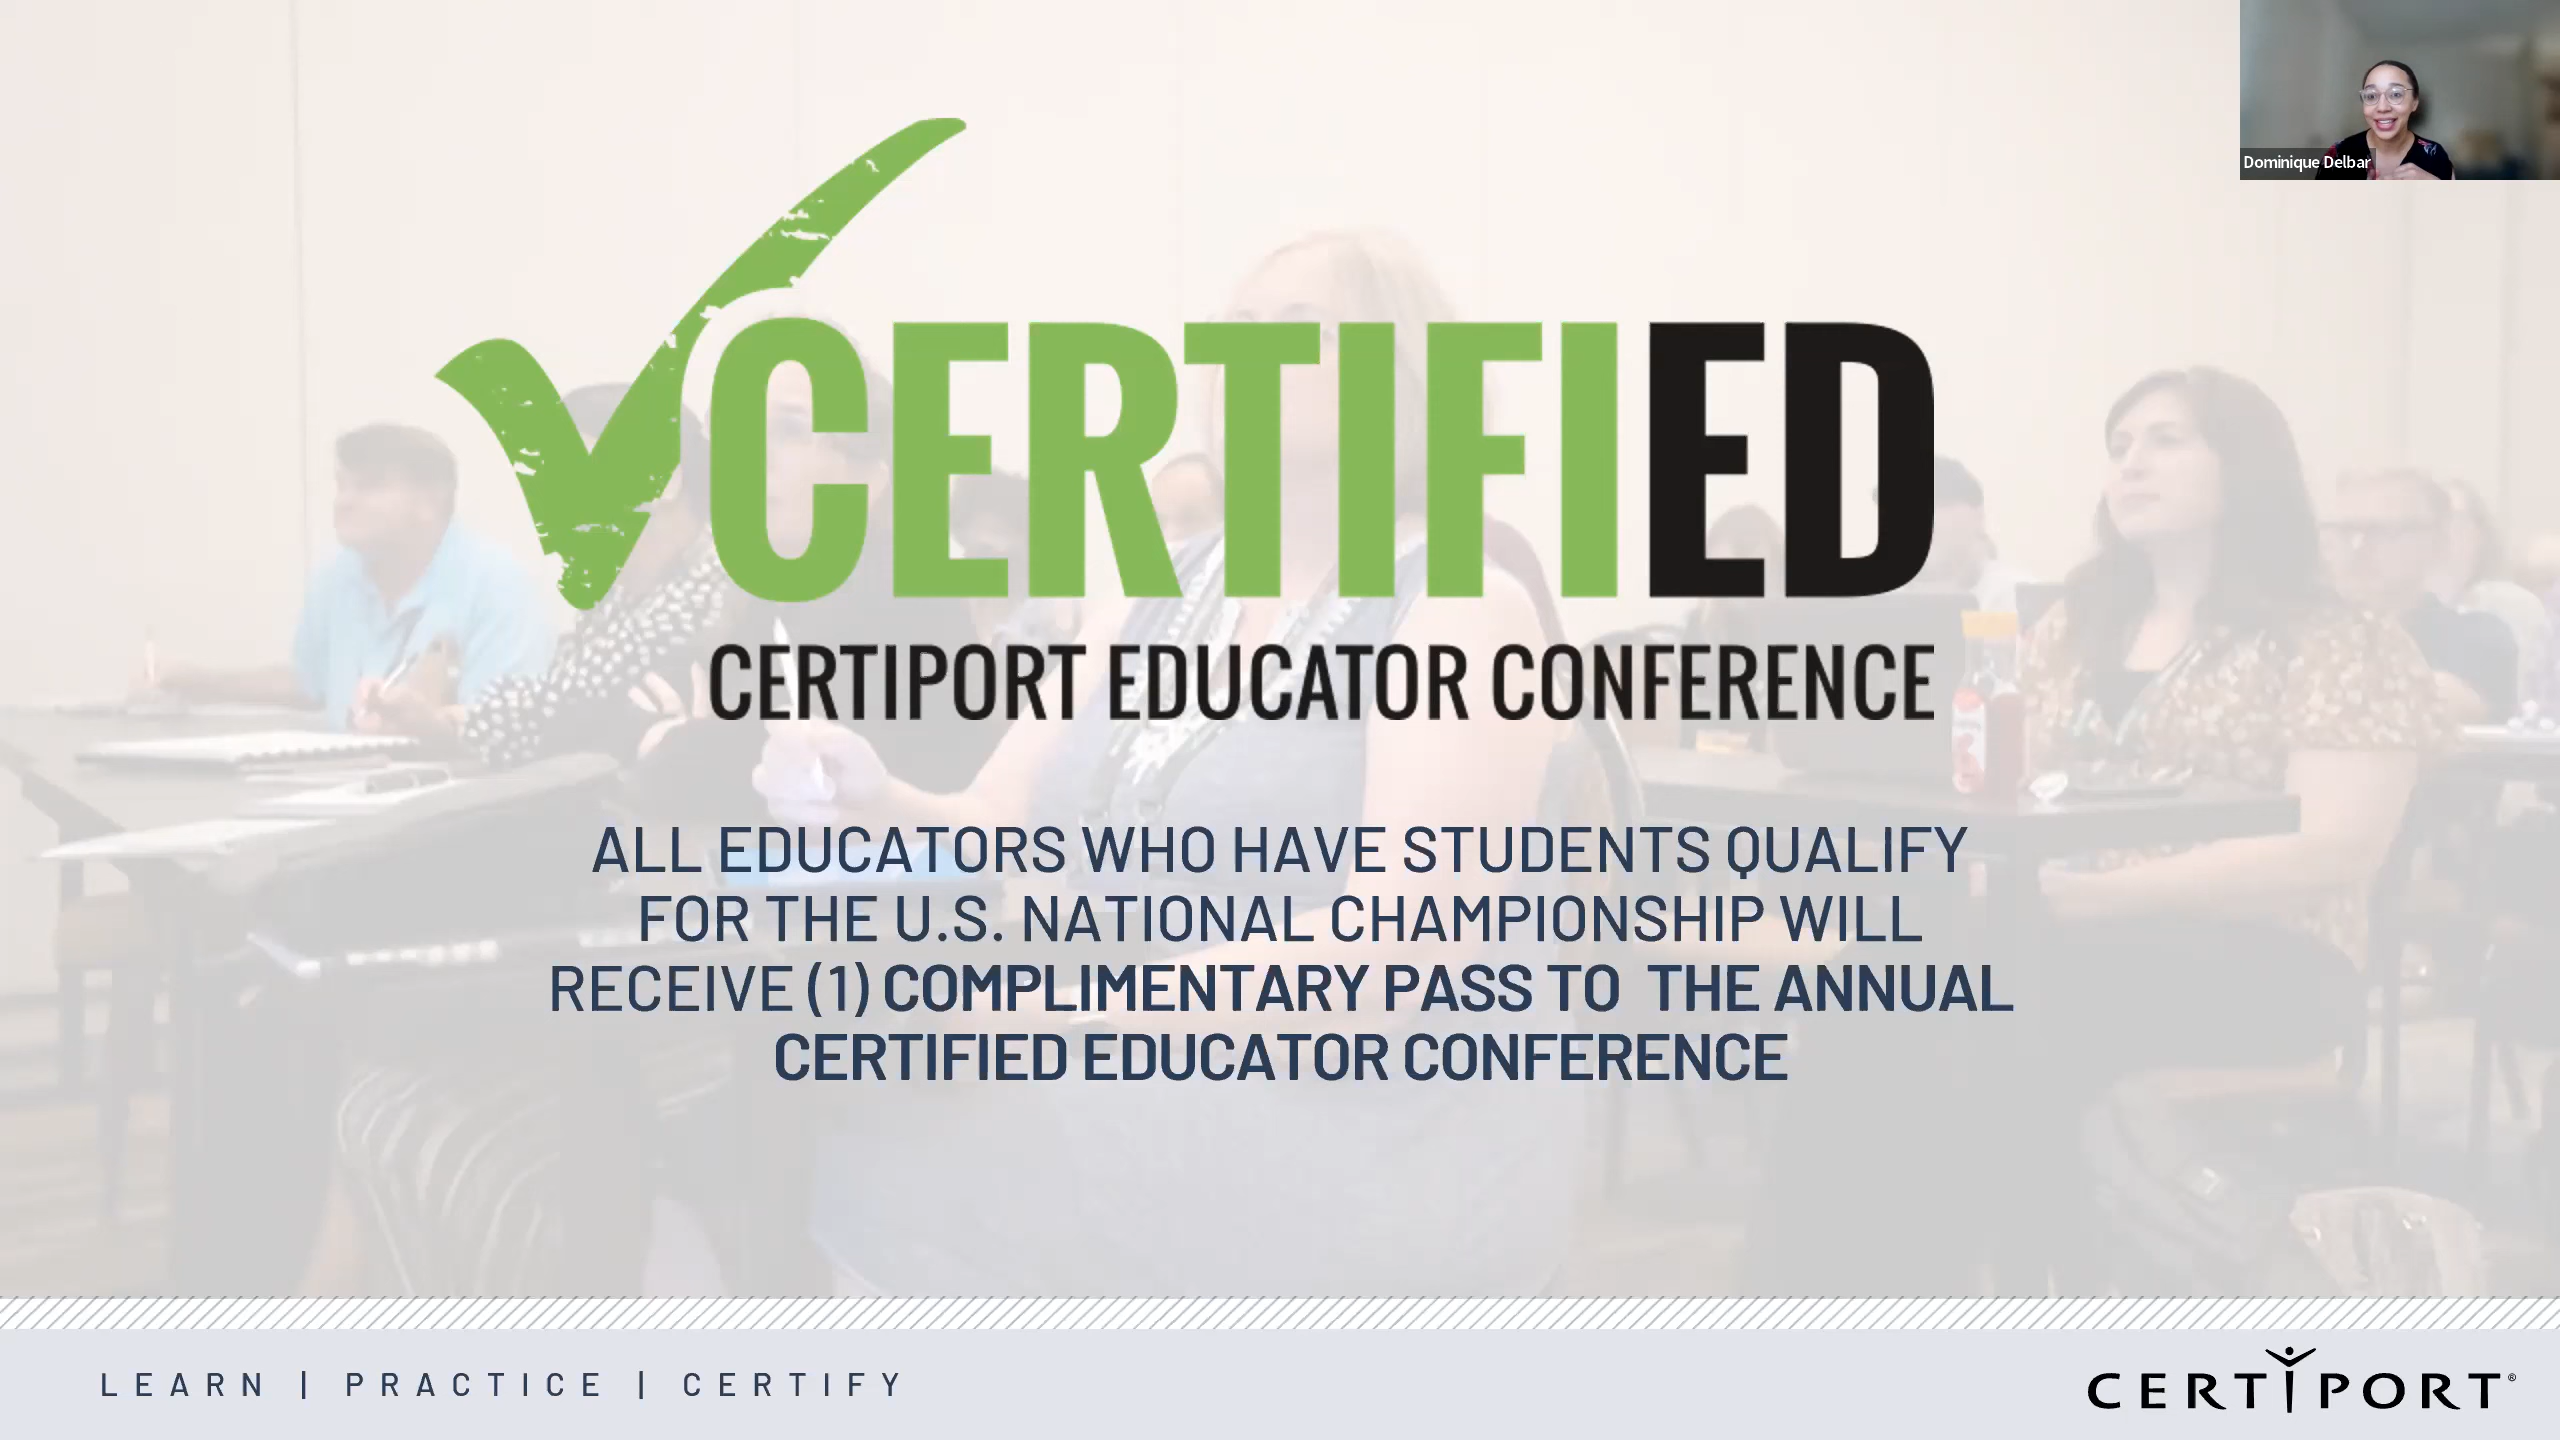 Dominique Delbar
CERTIFIED
CERTIPORT EDUCATOR CONFERENCE
ALL EDUCATORS WHO HAVE STUDENTS QUALIFY
FOR THE U.S. NATIONAL CHAMPIONSHIP WILL
RECEIVE (1) COMPLIMENTARY PASS TO THE ANNUAL
CERTIFIED EDUCATOR CONFERENCE
LEARN | PRACTICE | CERTIFY
CERTIPORT®